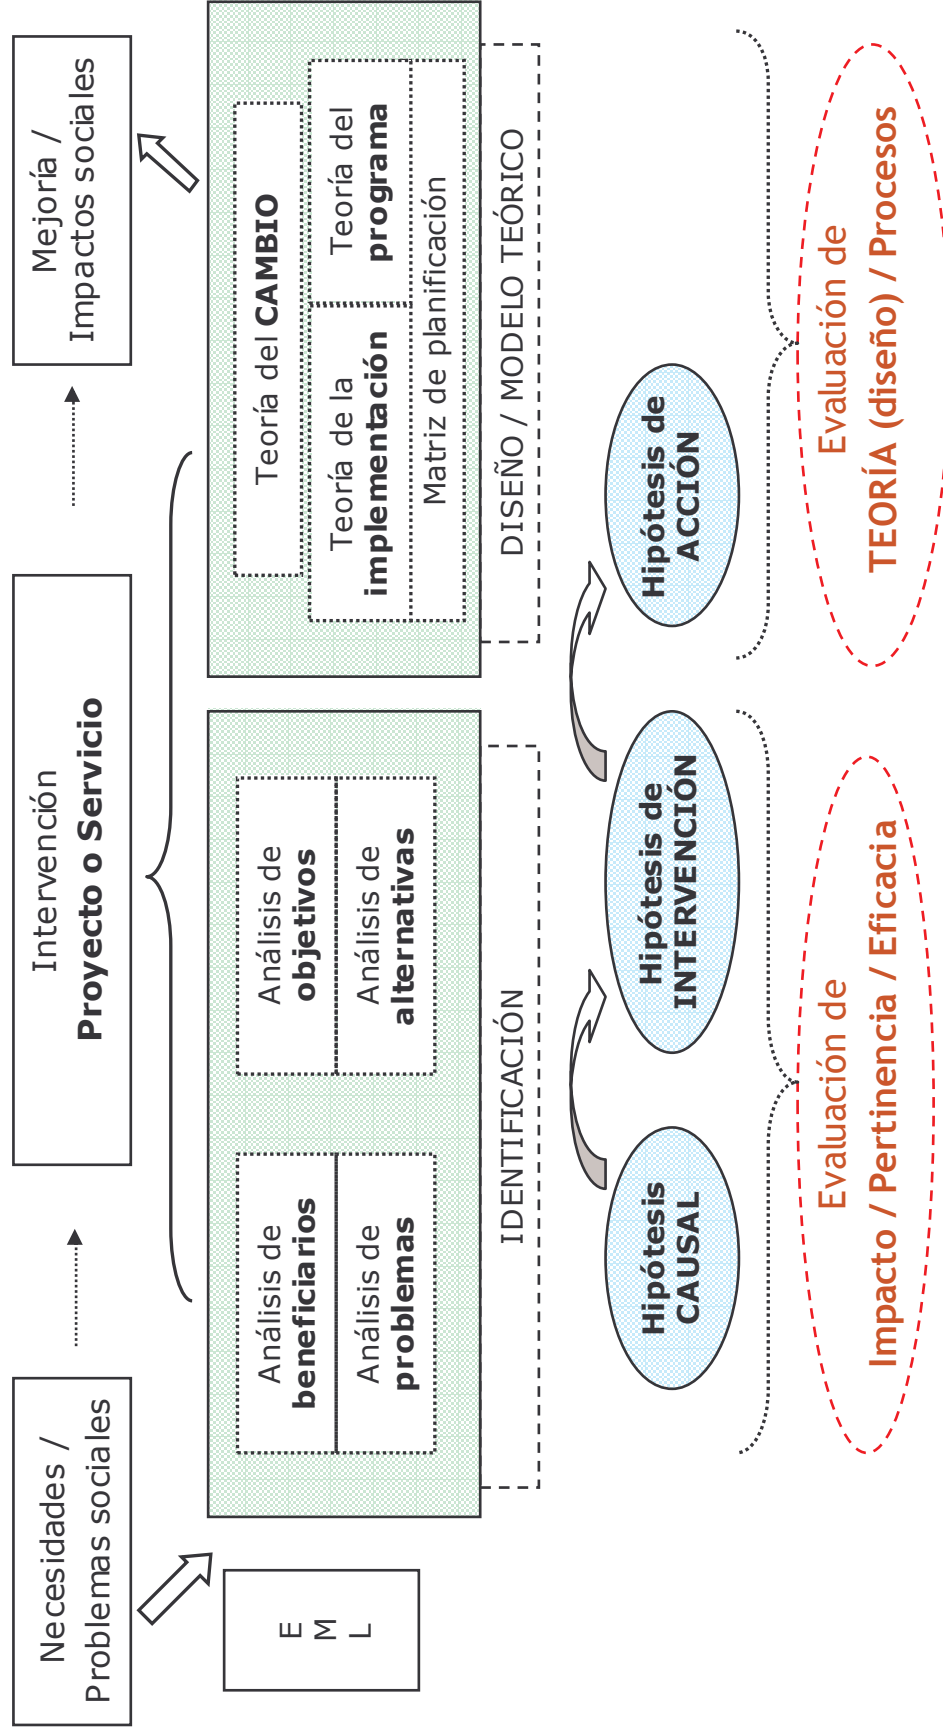 Necesidades /
Problemas sociales
Intervención
Proyecto o Servicio
Mejoría /
Impactos sociales
E
M
L
Análisis de
beneficiarios
Análisis de
problemas
Análisis de
objetivos
Análisis de
alternativas
IDENTIFICACIÓN
Teoría del CAMBIO
Teoría de la
implementación
Teoría del
programa
Matriz de planificación
DISEÑO / MODELO TEÓRICO
Hipótesis
CAUSAL
Hipótesis de
INTERVENCIÓN
Hipótesis de
ACCIÓN
Evaluación de
Impacto / Pertinencia / Eficacia
Evaluación de
TEORÍA (diseño) / Procesos